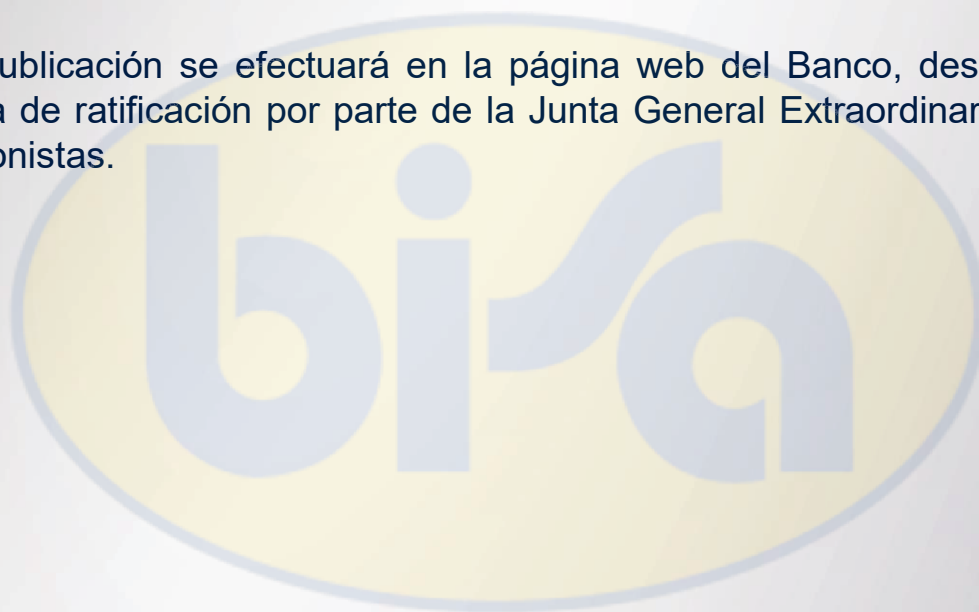 ublicación se efectuará en la página web del Banco, des
a de ratificación por parte de la Junta General Extraordinar
onistas.
bisa